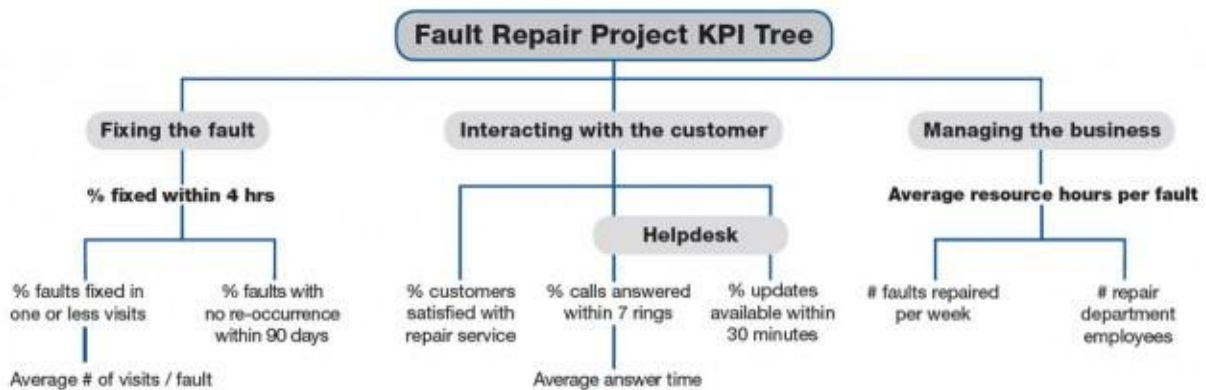 Fault Repair Project KPI Tree
Fixing the fault
Interacting with the customer
Managing the business
% fixed within 4 hrs
Average resource hours per fault
Helpdesk
% faults fixed in
one or less visits
% faults with
no re-occurrence
within 90 days
% customers
satisfied with
repair service
% calls answered
within 7 rings
% updates
available within
30 minutes
# faults repaired
per week
# repair
department
employees
Average # of visits / fault
Average answer time